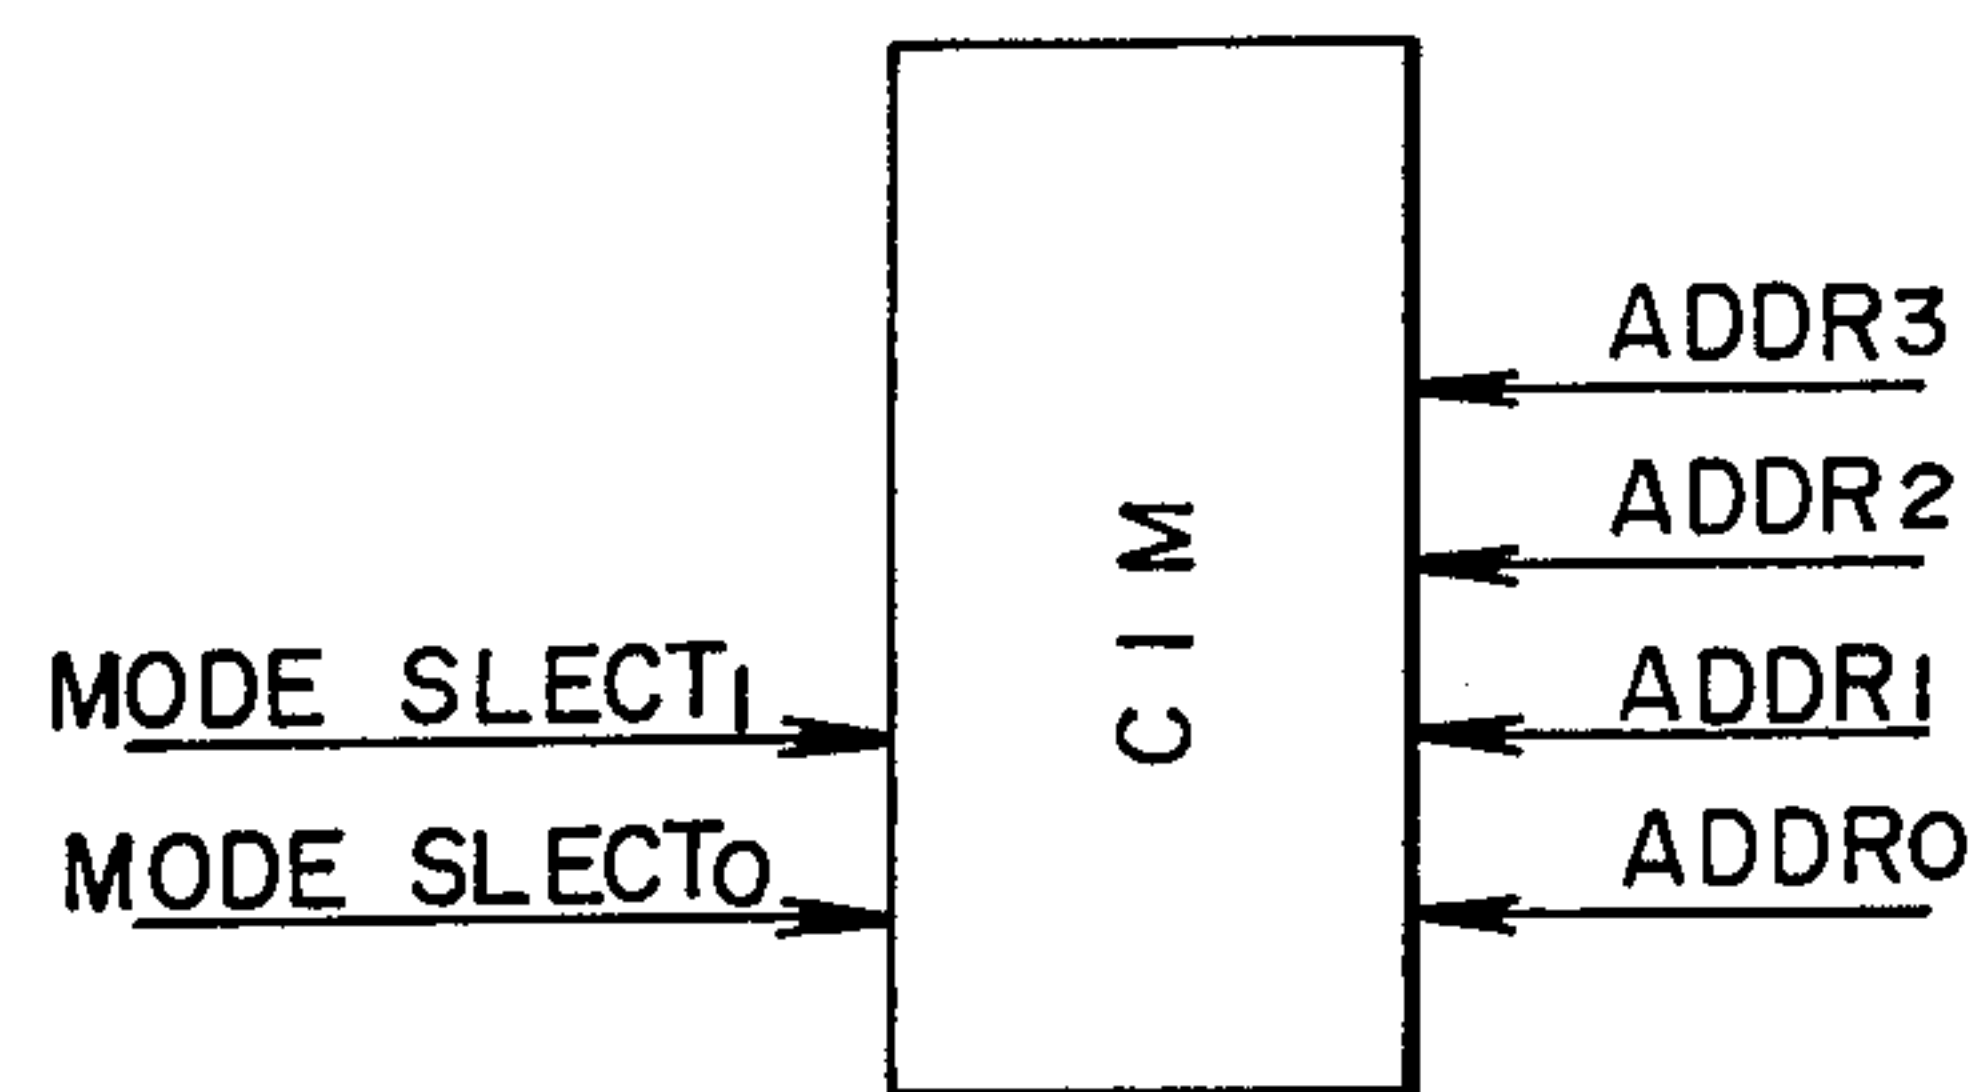 ADDR3
ADDR2
MODE SLECT1
CIM
ADDR1
MODE SLECT0
ADDR0